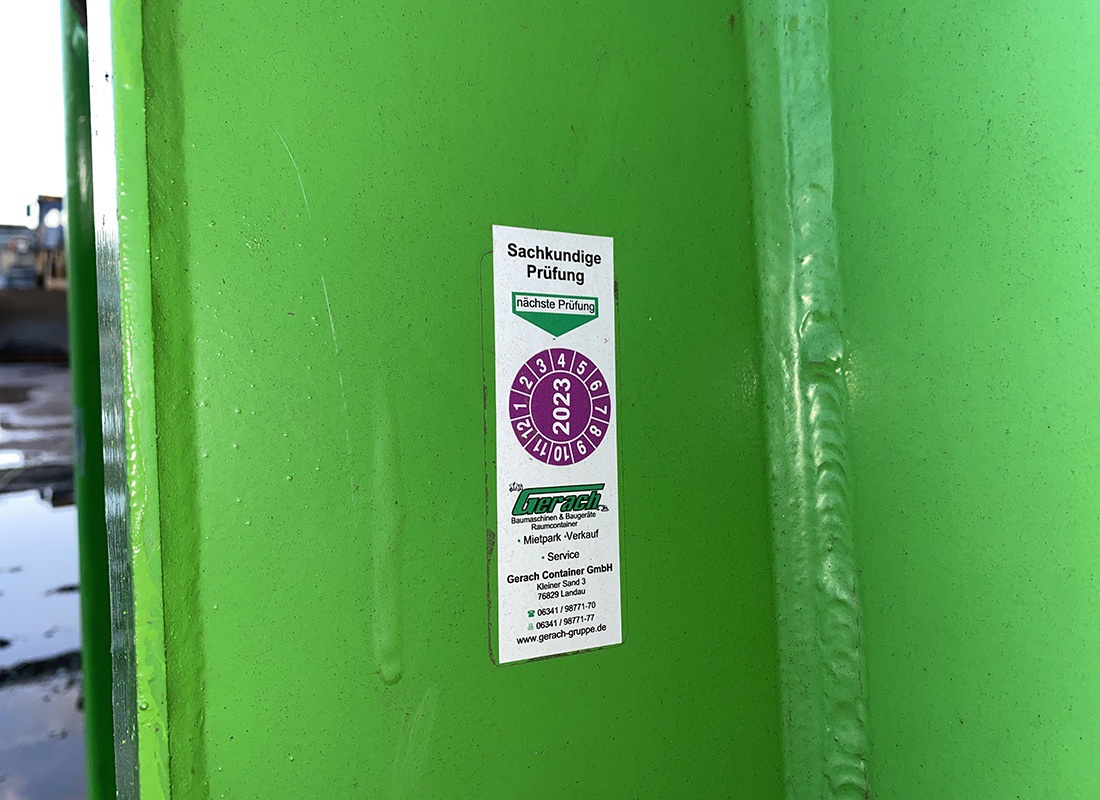 Sachkundige
Prüfung
nächste Prüfung
1 2 3 4 5 6 7 8 9 10 11 12
2023
Gerach
Baumaschinen & Baugeräte
Raumcontainer
• Mietpark •Verkauf
• Service
Gerach Container GmbH
Kleiner Sand 3
76829 Landau
06341 / 98771-70
06341 / 98771-77
www.gerach-gruppe.de